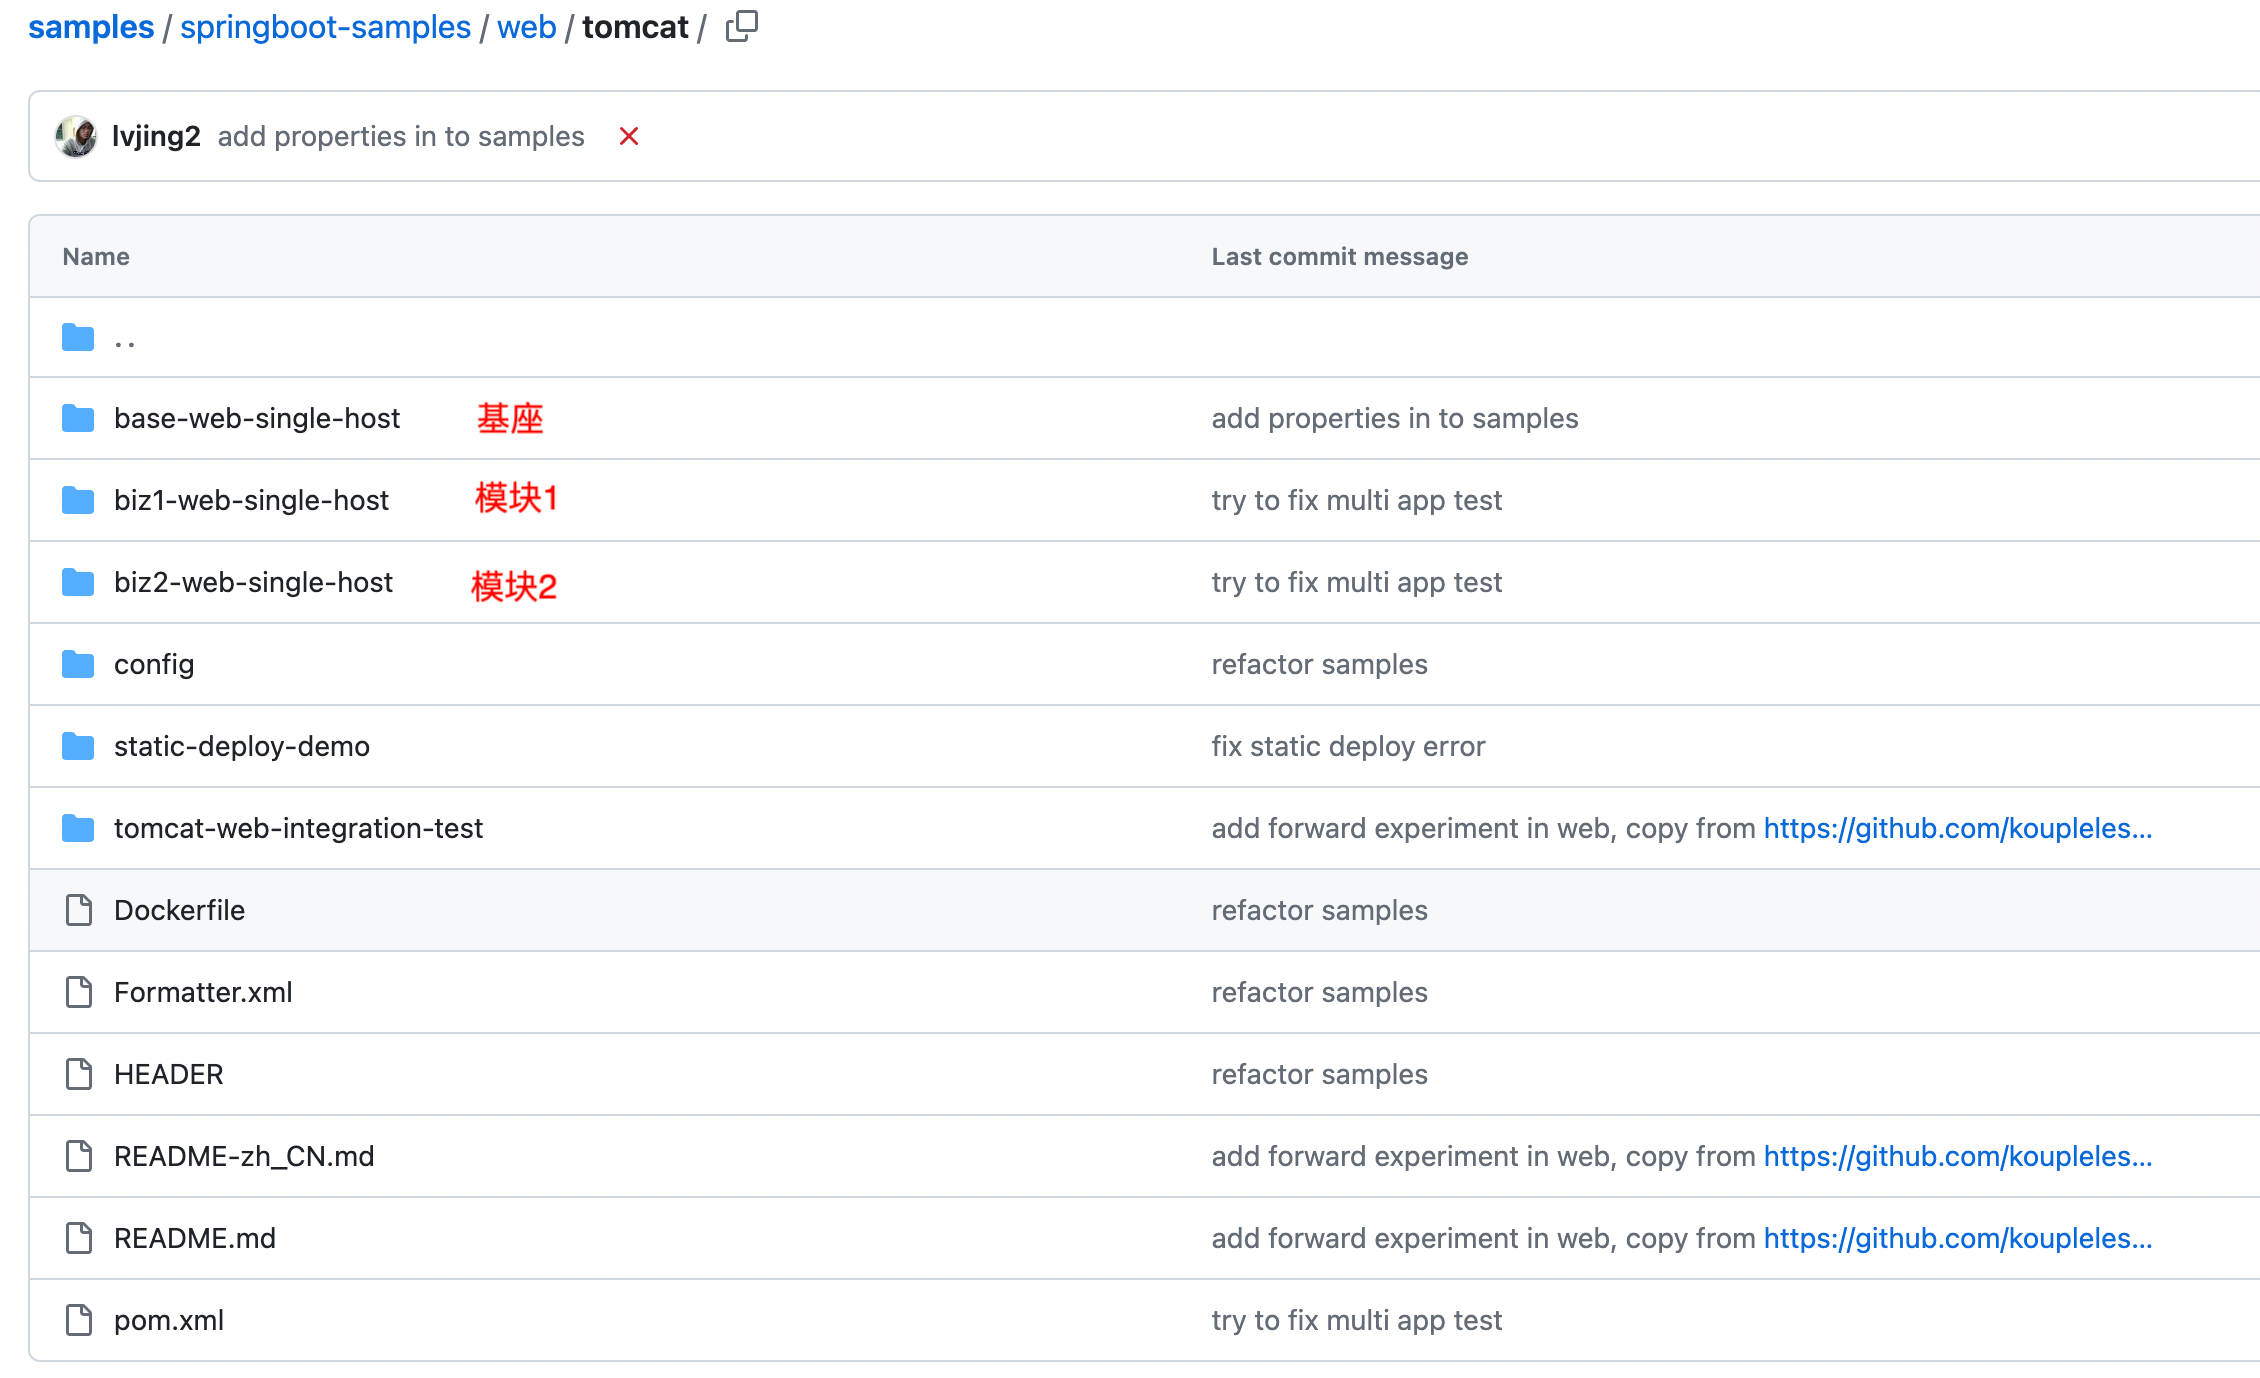 samples / springboot-samples / web / tomcat /
lvjing2 add properties in to samples
Name Last commit message
..
base-web-single-host 基座 add properties in to samples
biz1-web-single-host 模块1 try to fix multi app test
biz2-web-single-host 模块2 try to fix multi app test
config refactor samples
static-deploy-demo fix static deploy error
tomcat-web-integration-test add forward experiment in web, copy from https://github.com/koupleles...
Dockerfile refactor samples
Formatter.xml refactor samples
HEADER refactor samples
README-zh_CN.md add forward experiment in web, copy from https://github.com/koupleles...
README.md add forward experiment in web, copy from https://github.com/koupleles...
pom.xml try to fix multi app test